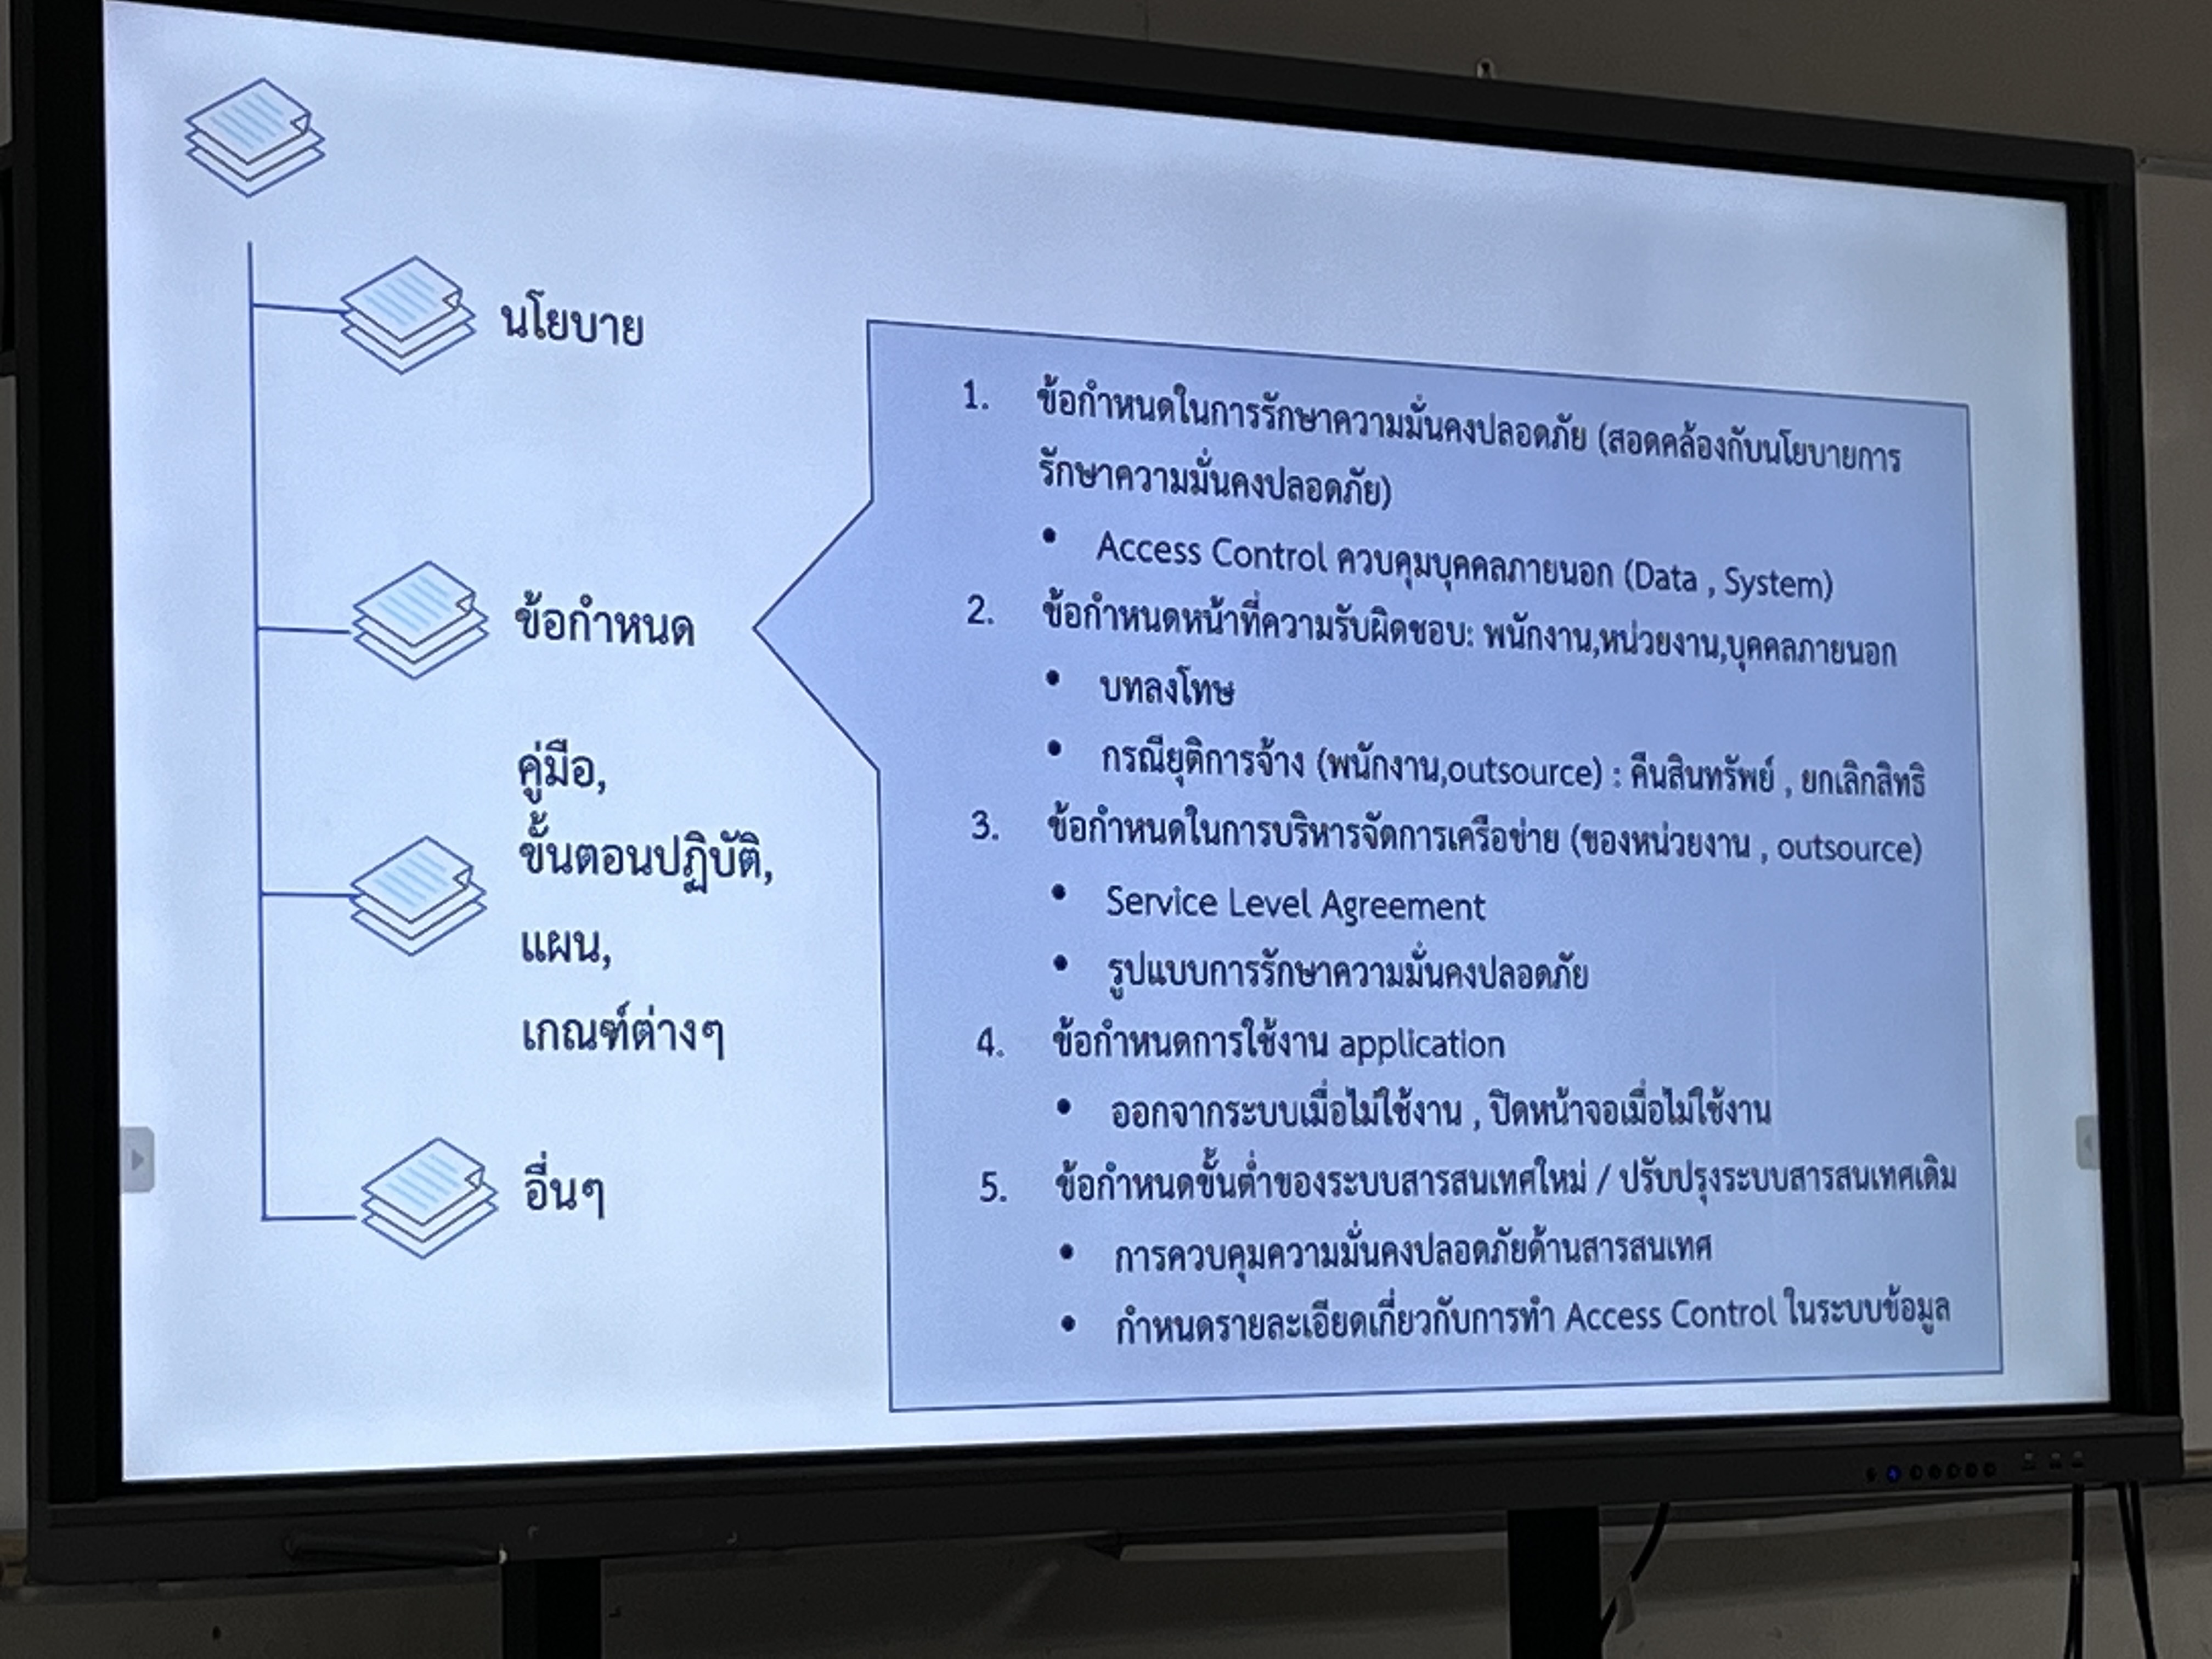 นโยบาย
ข้อกำหนด
คู่มือ,
ขั้นตอนปฏิบัติ,
แผน,
เกณฑ์ต่างๆ
อื่นๆ
1. ข้อกำหนดในการรักษาความมั่นคงปลอดภัย (สอดคล้องกับนโยบายการ
รักษาความมั่นคงปลอดภัย)
• Access Control ควบคุมบุคคลภายนอก (Data , System)
2. ข้อกำหนดหน้าที่ความรับผิดชอบ: พนักงาน,หน่วยงาน,บุคคลภายนอก
• บทลงโทษ
• กรณียุติการจ้าง (พนักงาน,outsource) : คืนสินทรัพย์ , ยกเลิกสิทธิ
3. ข้อกำหนดในการบริหารจัดการเครือข่าย (ของหน่วยงาน , outsource)
• Service Level Agreement
• รูปแบบการรักษาความมั่นคงปลอดภัย
4. ข้อกำหนดการใช้งาน application
• ออกจากระบบเมื่อไม่ใช้งาน , ปิดหน้าจอเมื่อไม่ใช้งาน
5. ข้อกำหนดขั้นต่ำของระบบสารสนเทศใหม่ / ปรับปรุงระบบสารสนเทศเดิม
• การควบคุมความมั่นคงปลอดภัยด้านสารสนเทศ
• กำหนดรายละเอียดเกี่ยวกับการทำ Access Control ในระบบข้อมูล